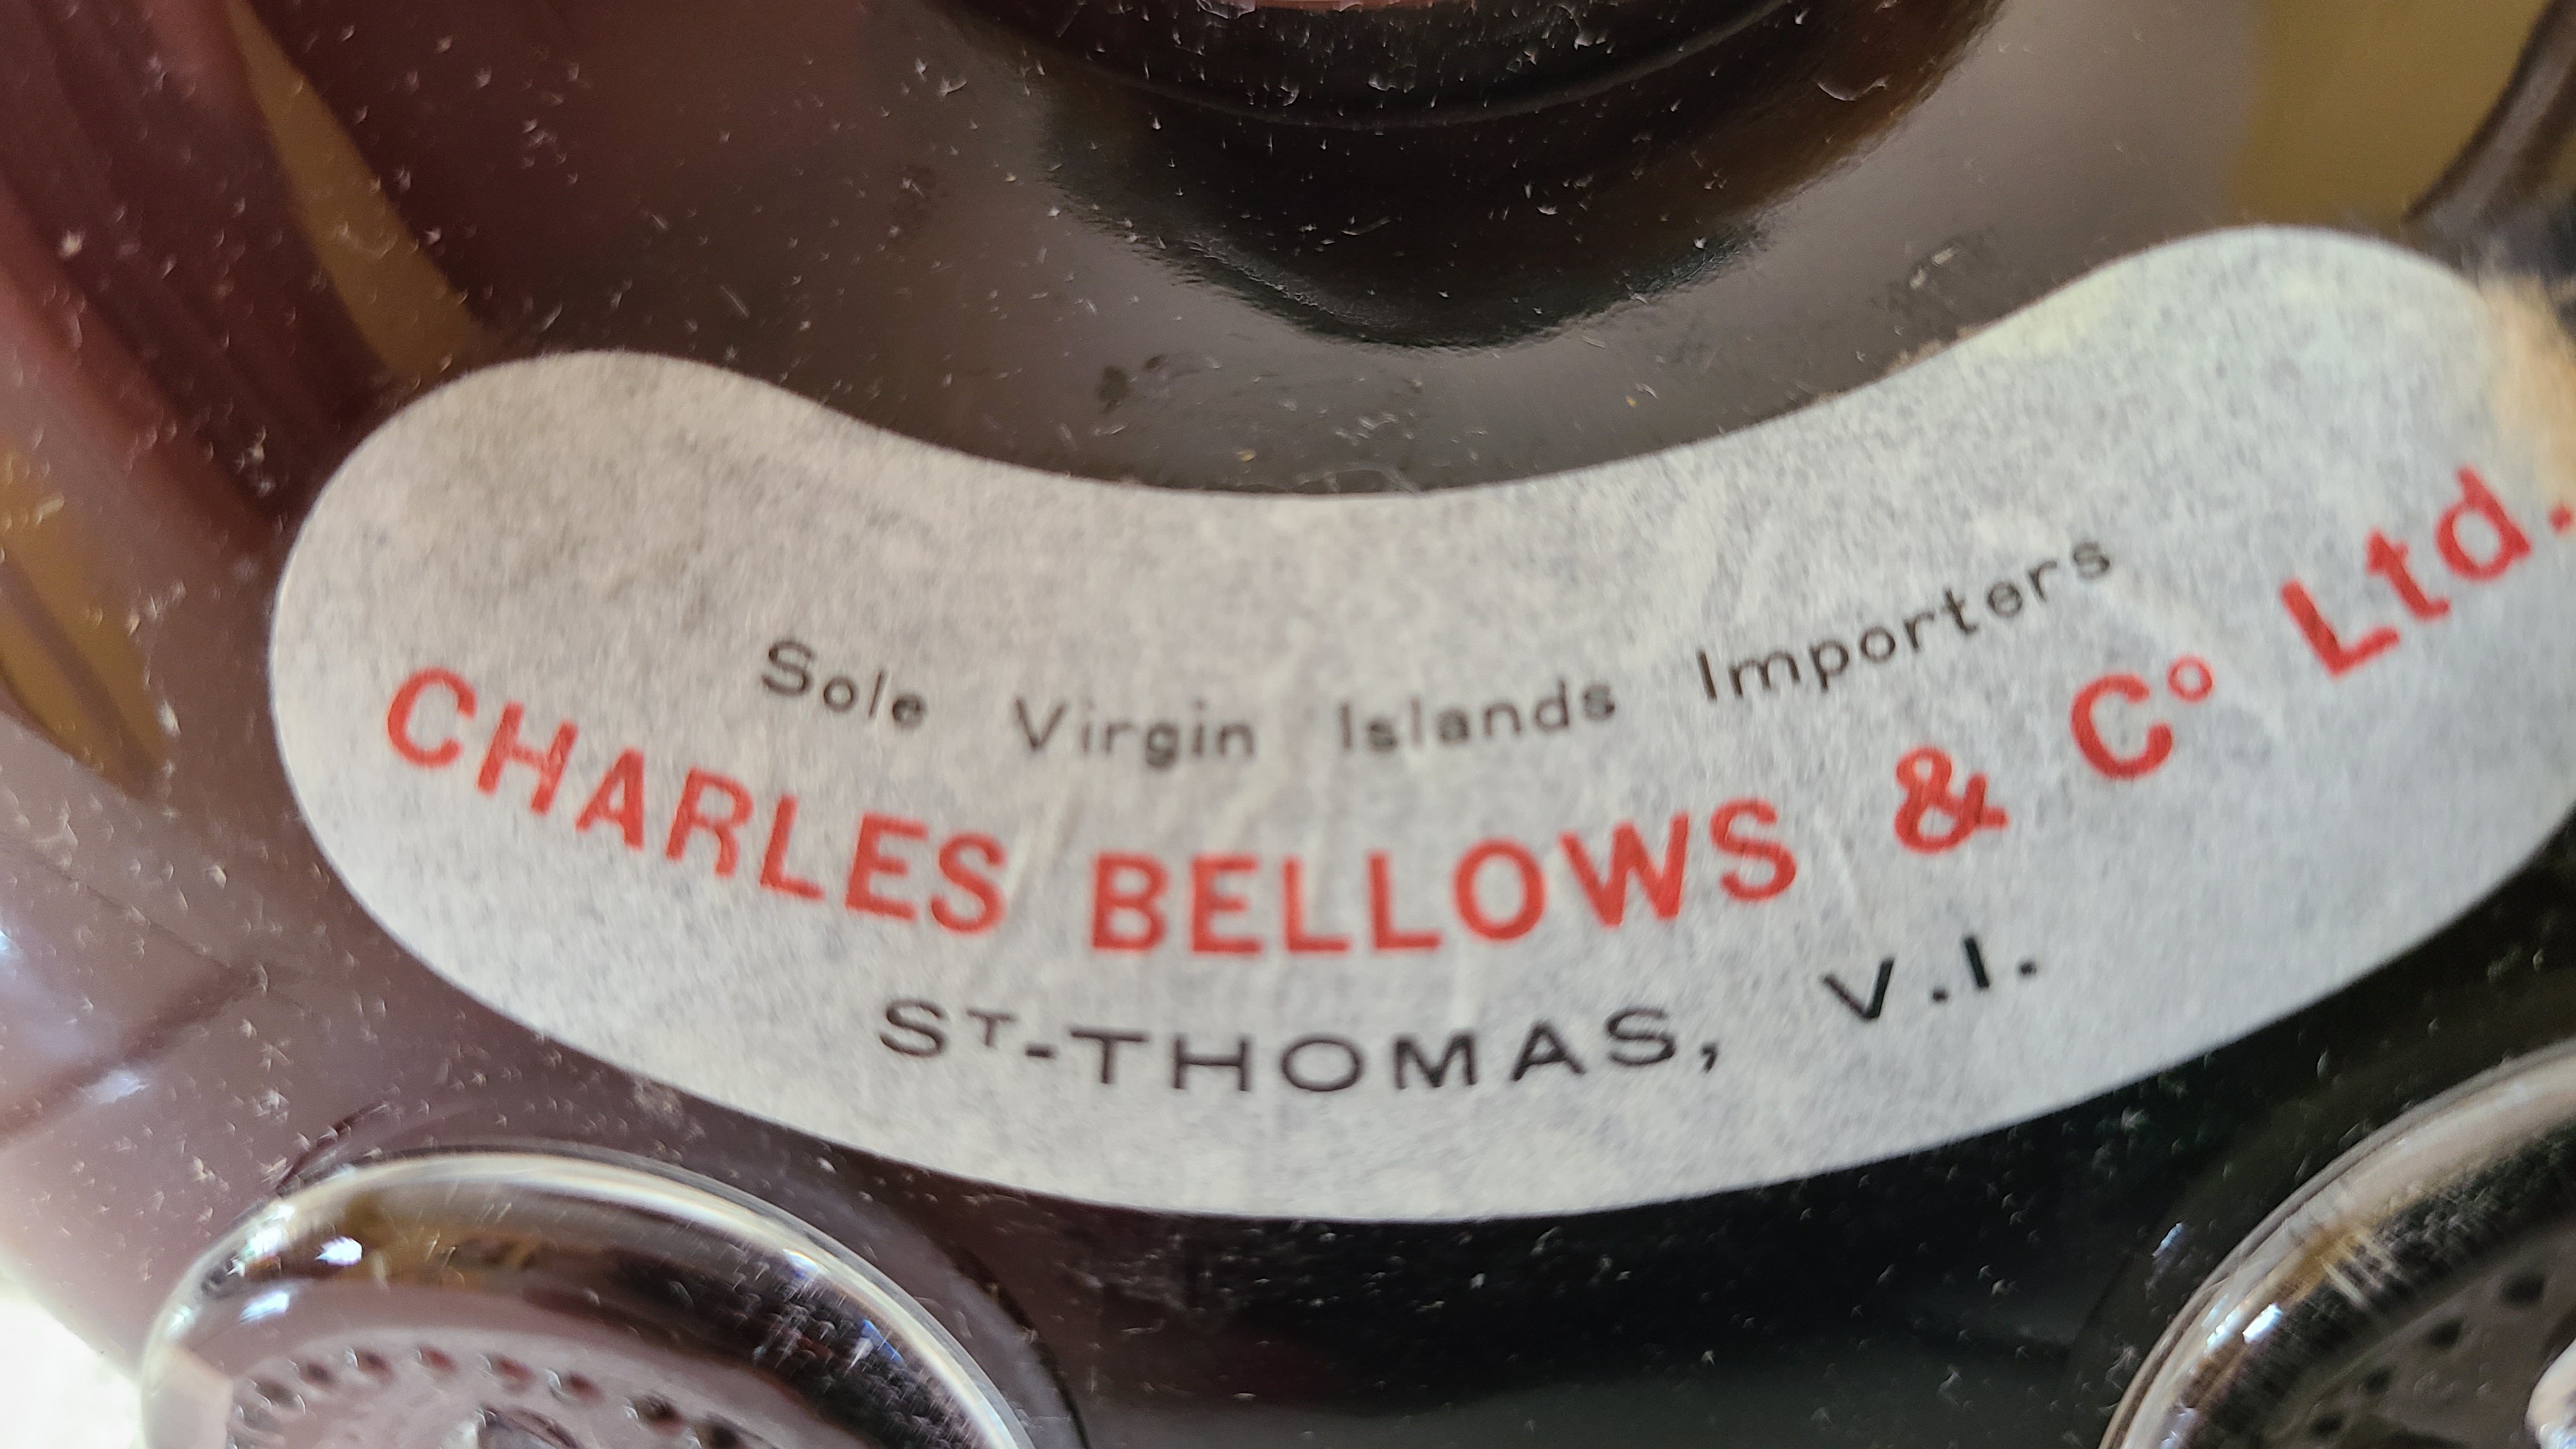 Sole Virgin Islands Importers
CHARLES BELLOWS & Cº Ltd.
Sᵀ-THOMAS, V.I.